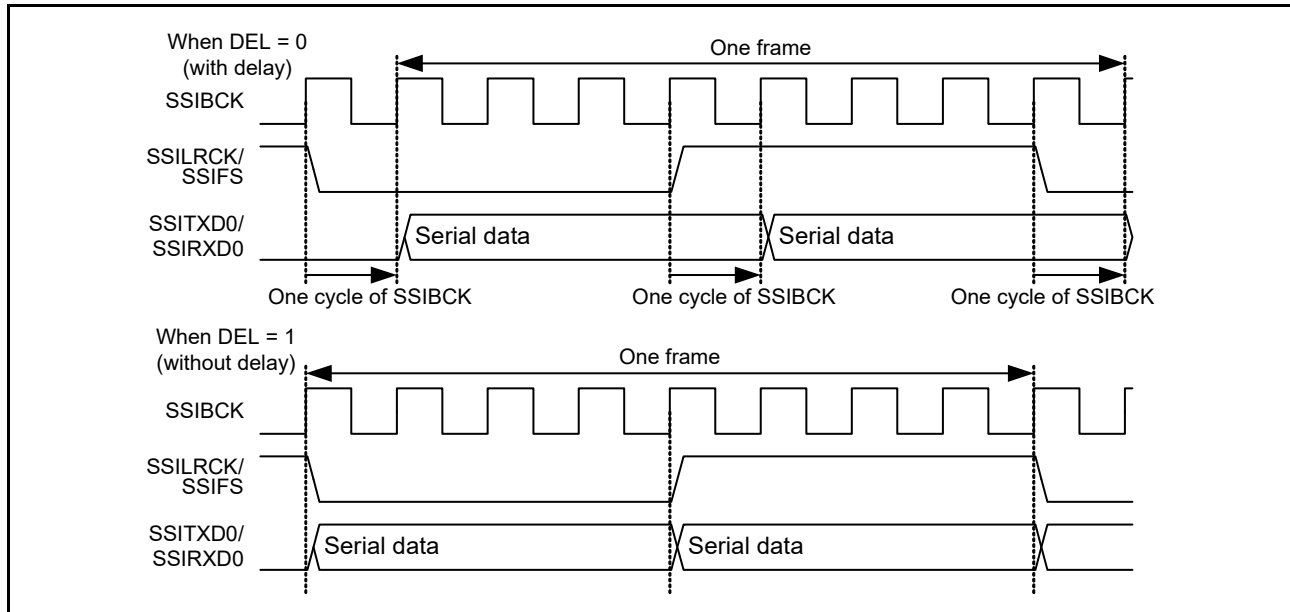 When DEL = 0
(with delay)
One frame
SSIBCK
SSILRCK/
SSIFS
SSITXD0/
SSIRXD0
Serial data
Serial data
One cycle of SSIBCK
One cycle of SSIBCK
One cycle of SSIBCK
When DEL = 1
(without delay)
One frame
SSIBCK
SSILRCK/
SSIFS
SSITXD0/
SSIRXD0
Serial data
Serial data